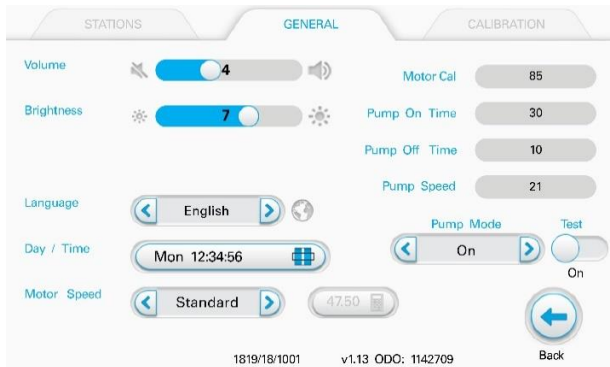 STATIONS GENERAL CALIBRATION
Volume 4
Motor Cal 85
Brightness 7
Pump On Time 30
Pump Off Time 10
Pump Speed 21
Language English
Pump Mode Test
Day / Time Mon 12:34:56
On On
Motor Speed Standard 47.50
Back
1819/18/1001 v1.13 ODO: 1142709